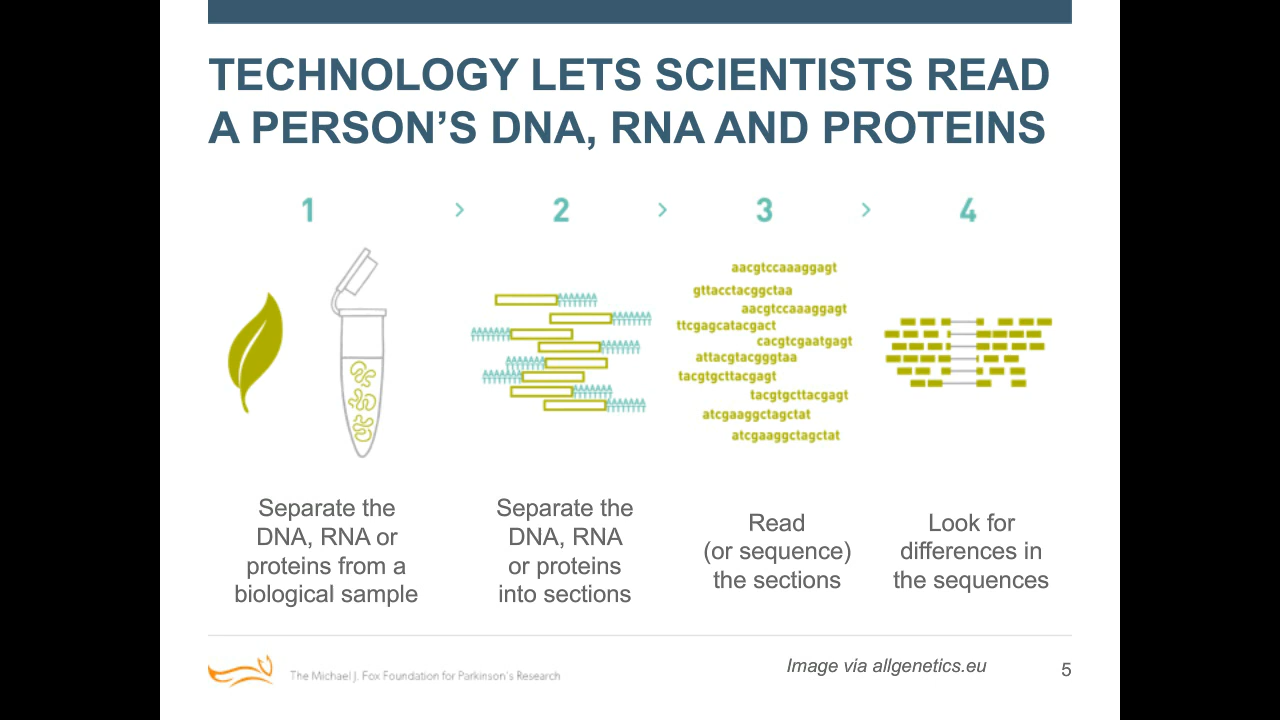 TECHNOLOGY LETS SCIENTISTS READ
A PERSON’S DNA, RNA AND PROTEINS
1 > 2 > 3 > 4
aacgtccaaaggagt
gttacctacggctaa
aacgtccaaaggagt
ttcgagcatacgact
cacgtcgaatgagt
attacgtacgggtaa
tacgtgcttacgagt
tacgtgcttacgagt
atcgaaggctagctat
atcgaaggctagctat
Separate the
DNA, RNA or
proteins from a
biological sample
Separate the
DNA, RNA
or proteins
into sections
Read
(or sequence)
the sections
Look for
differences in
the sequences
The Michael J. Fox Foundation for Parkinson's Research
Image via allgenetics.eu
5